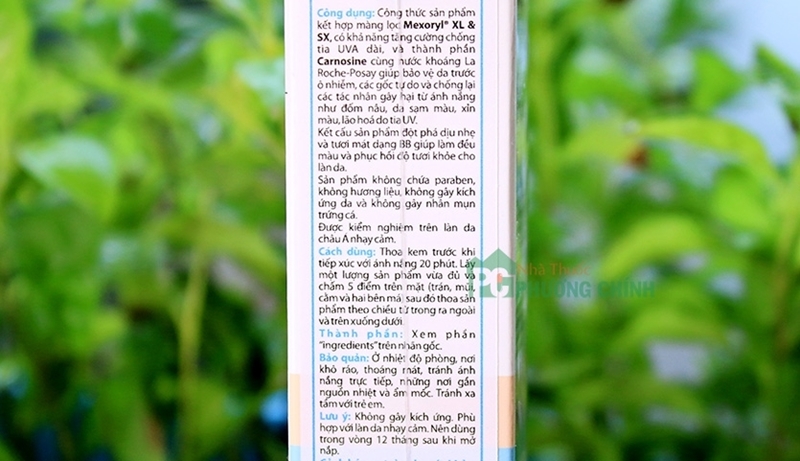 Công dụng: Công thức sản phẩm
kết hợp màng lọc Mexoryl® XL &
SX, có khả năng tăng cường chống
tia UVA dài, và thành phần
Carnosine cùng nước khoáng La
Roche-Posay giúp bảo vệ da trước
ô nhiễm, các gốc tự do và chống lại
các tác nhân gây hại từ ánh nắng
như đốm nâu, da sạm màu, xỉn
màu, lão hoá do tia UV.
Kết cấu sản phẩm đột phá dịu nhẹ
và tươi mát dạng BB giúp làm đều
màu và phục hồi độ tươi khỏe cho
làn da.
Sản phẩm không chứa paraben,
không hương liệu, không gây kích
ứng da và không gây nhân mụn
trứng cá.
Được kiểm nghiệm trên làn da
châu Á nhạy cảm.
Cách dùng: Thoa kem trước khi
tiếp xúc với ánh nắng 20 phút. Lấy
một lượng sản phẩm vừa đủ và
chấm 5 điểm trên mặt (trán, mũi,
cằm và hai bên má) sau đó thoa sản
phẩm theo chiều từ trong ra ngoài
và trên xuống dưới.
Thành phần: Xem phần
"ingredients" trên nhãn gốc.
Bảo quản: Ở nhiệt độ phòng, nơi
khô ráo, thoáng mát, tránh ánh
nắng trực tiếp, những nơi gần
nguồn nhiệt và ẩm mốc. Tránh xa
tầm với trẻ em.
Lưu ý: Không gây kích ứng. Phù
hợp với làn da nhạy cảm. Nên dùng
trong vòng 12 tháng sau khi mở
nắp.
PC Nhà Thuốc
PHƯƠNG CHINH